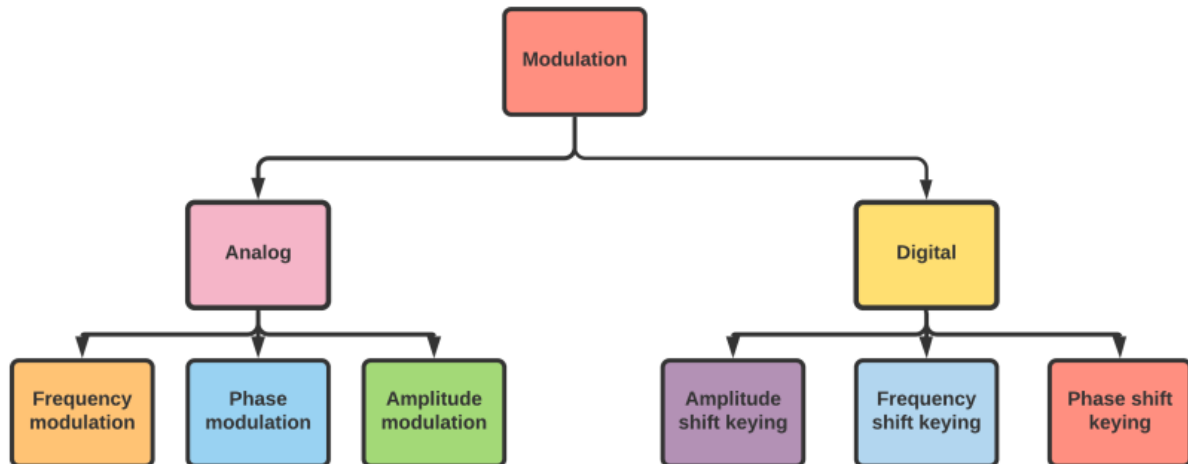 Modulation
Analog
Digital
Frequency
modulation
Phase
modulation
Amplitude
modulation
Amplitude
shift keying
Frequency
shift keying
Phase shift
keying